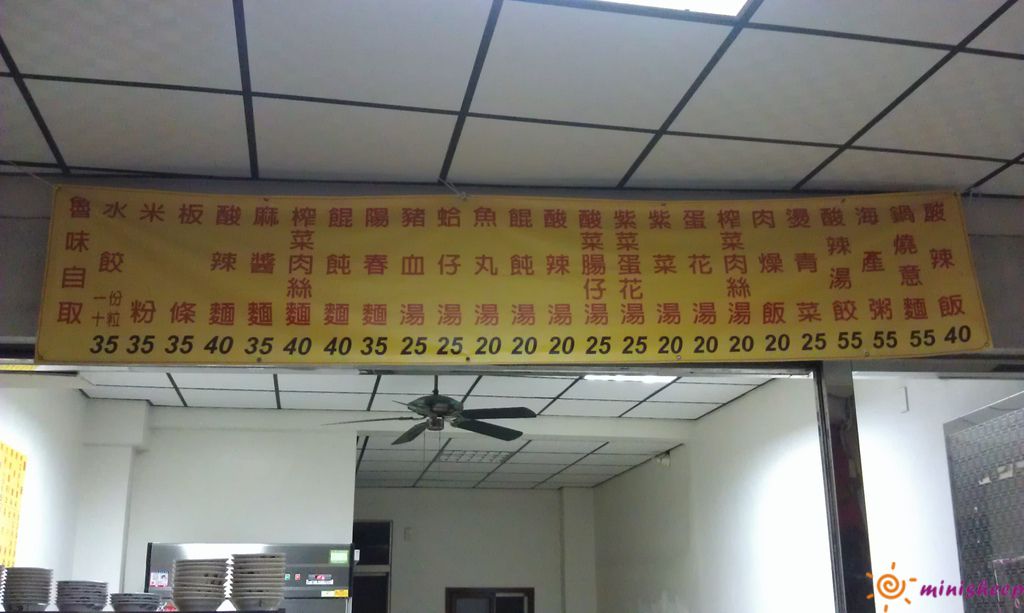 魯味自取
水餃 一份十粒 35
米粉 35
板條 35
酸辣麵 40
麻醬麵 35
榨菜肉絲麵 40
餛飩麵 40
陽春麵 35
豬血湯 25
蛤仔湯 25
魚丸湯 20
餛飩湯 20
酸辣湯 20
酸菜腸仔湯 25
紫菜蛋花湯 25
紫菜湯 20
蛋花湯 20
榨菜肉絲湯 20
肉燥飯 20
燙青菜 25
酸辣湯餃 55
海產粥 55
鍋燒意麵 55
酸辣飯 40
minisheep